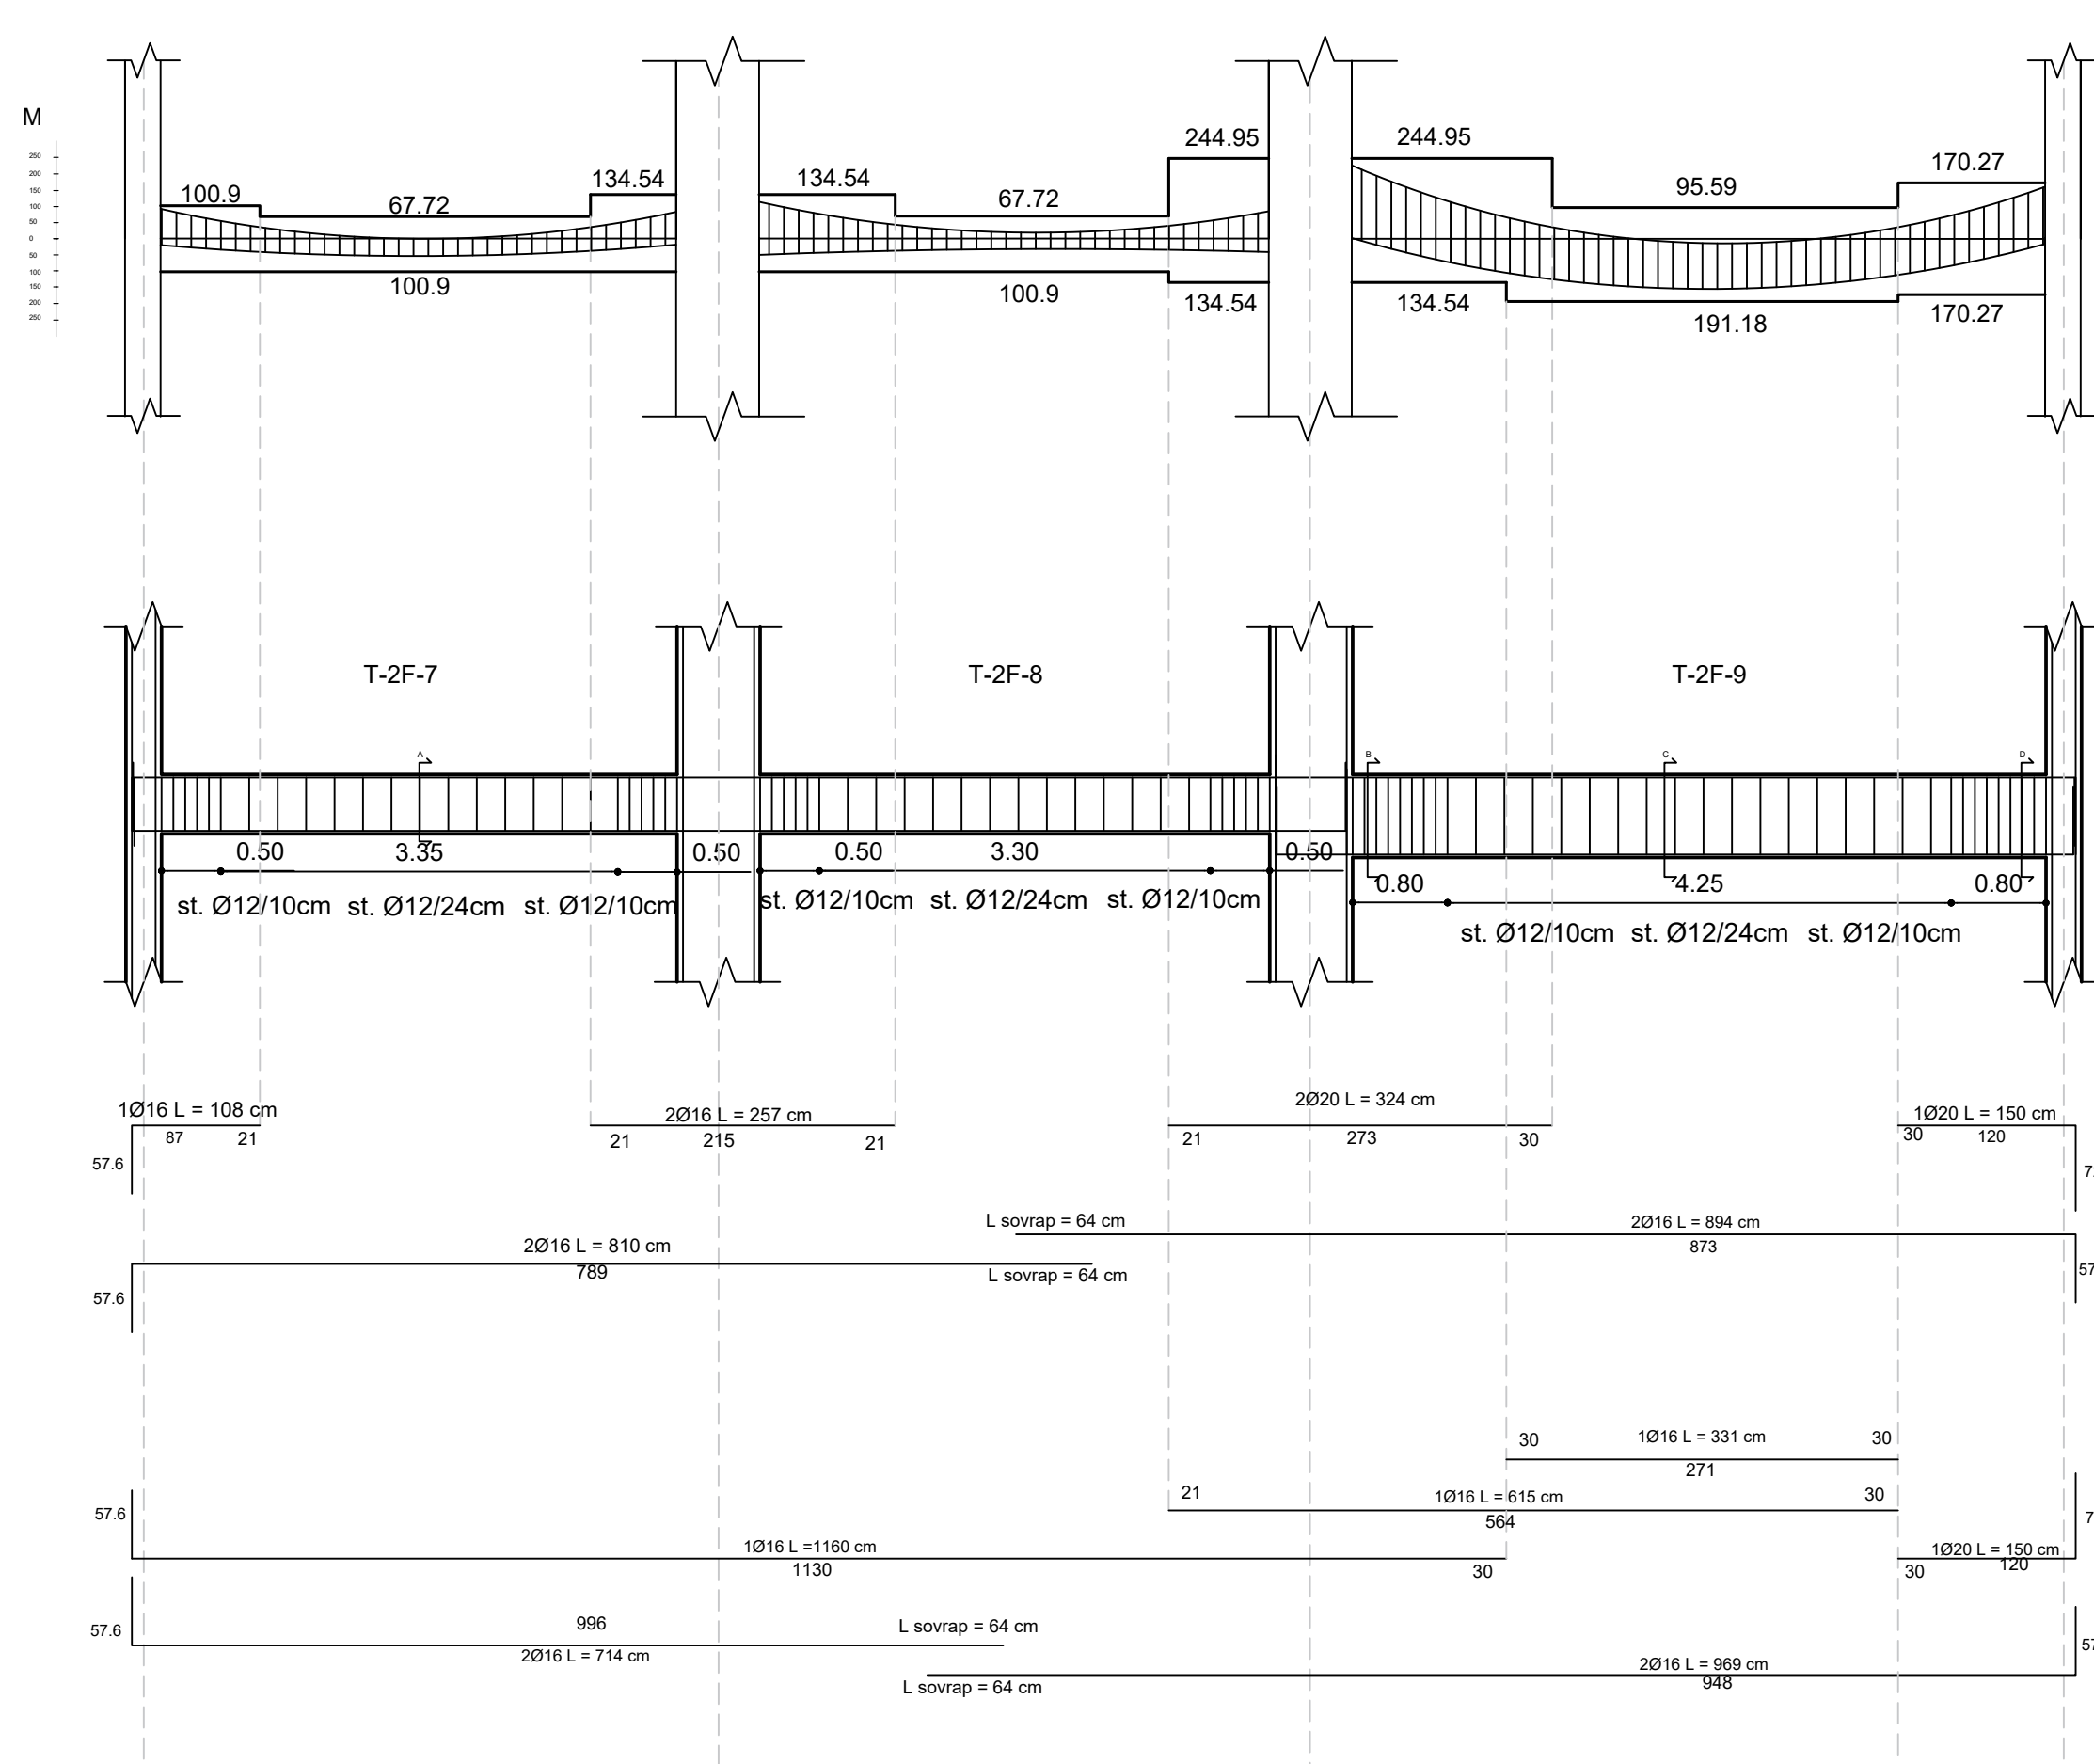 M
250
200
150
100
50
0
50
100
150
200
250
100.9
67.72
134.54
100.9
134.54
67.72
244.95
100.9
134.54
244.95
95.59
170.27
134.54
191.18
170.27
T-2F-7
T-2F-8
T-2F-9
A
B
C
D
0.50
3.35
0.50
0.50
3.30
0.50
0.80
4.25
0.80
st. Ø12/10cm st. Ø12/24cm st. Ø12/10cm
st. Ø12/10cm st. Ø12/24cm st. Ø12/10cm
st. Ø12/10cm st. Ø12/24cm st. Ø12/10cm
1Ø16 L = 108 cm
87 21
57.6
2Ø16 L = 257 cm
21 215 21
2Ø20 L = 324 cm
21 273 30
1Ø20 L = 150 cm
30 120
L sovrap = 64 cm
2Ø16 L = 894 cm
873
57
2Ø16 L = 810 cm
789
L sovrap = 64 cm
57.6
30 1Ø16 L = 331 cm 30
271
21 1Ø16 L = 615 cm 30
564
57.6
1Ø16 L =1160 cm
1130 30
1Ø20 L = 150 cm
30 120
57.6
996
L sovrap = 64 cm
2Ø16 L = 714 cm
2Ø16 L = 969 cm
948
L sovrap = 64 cm